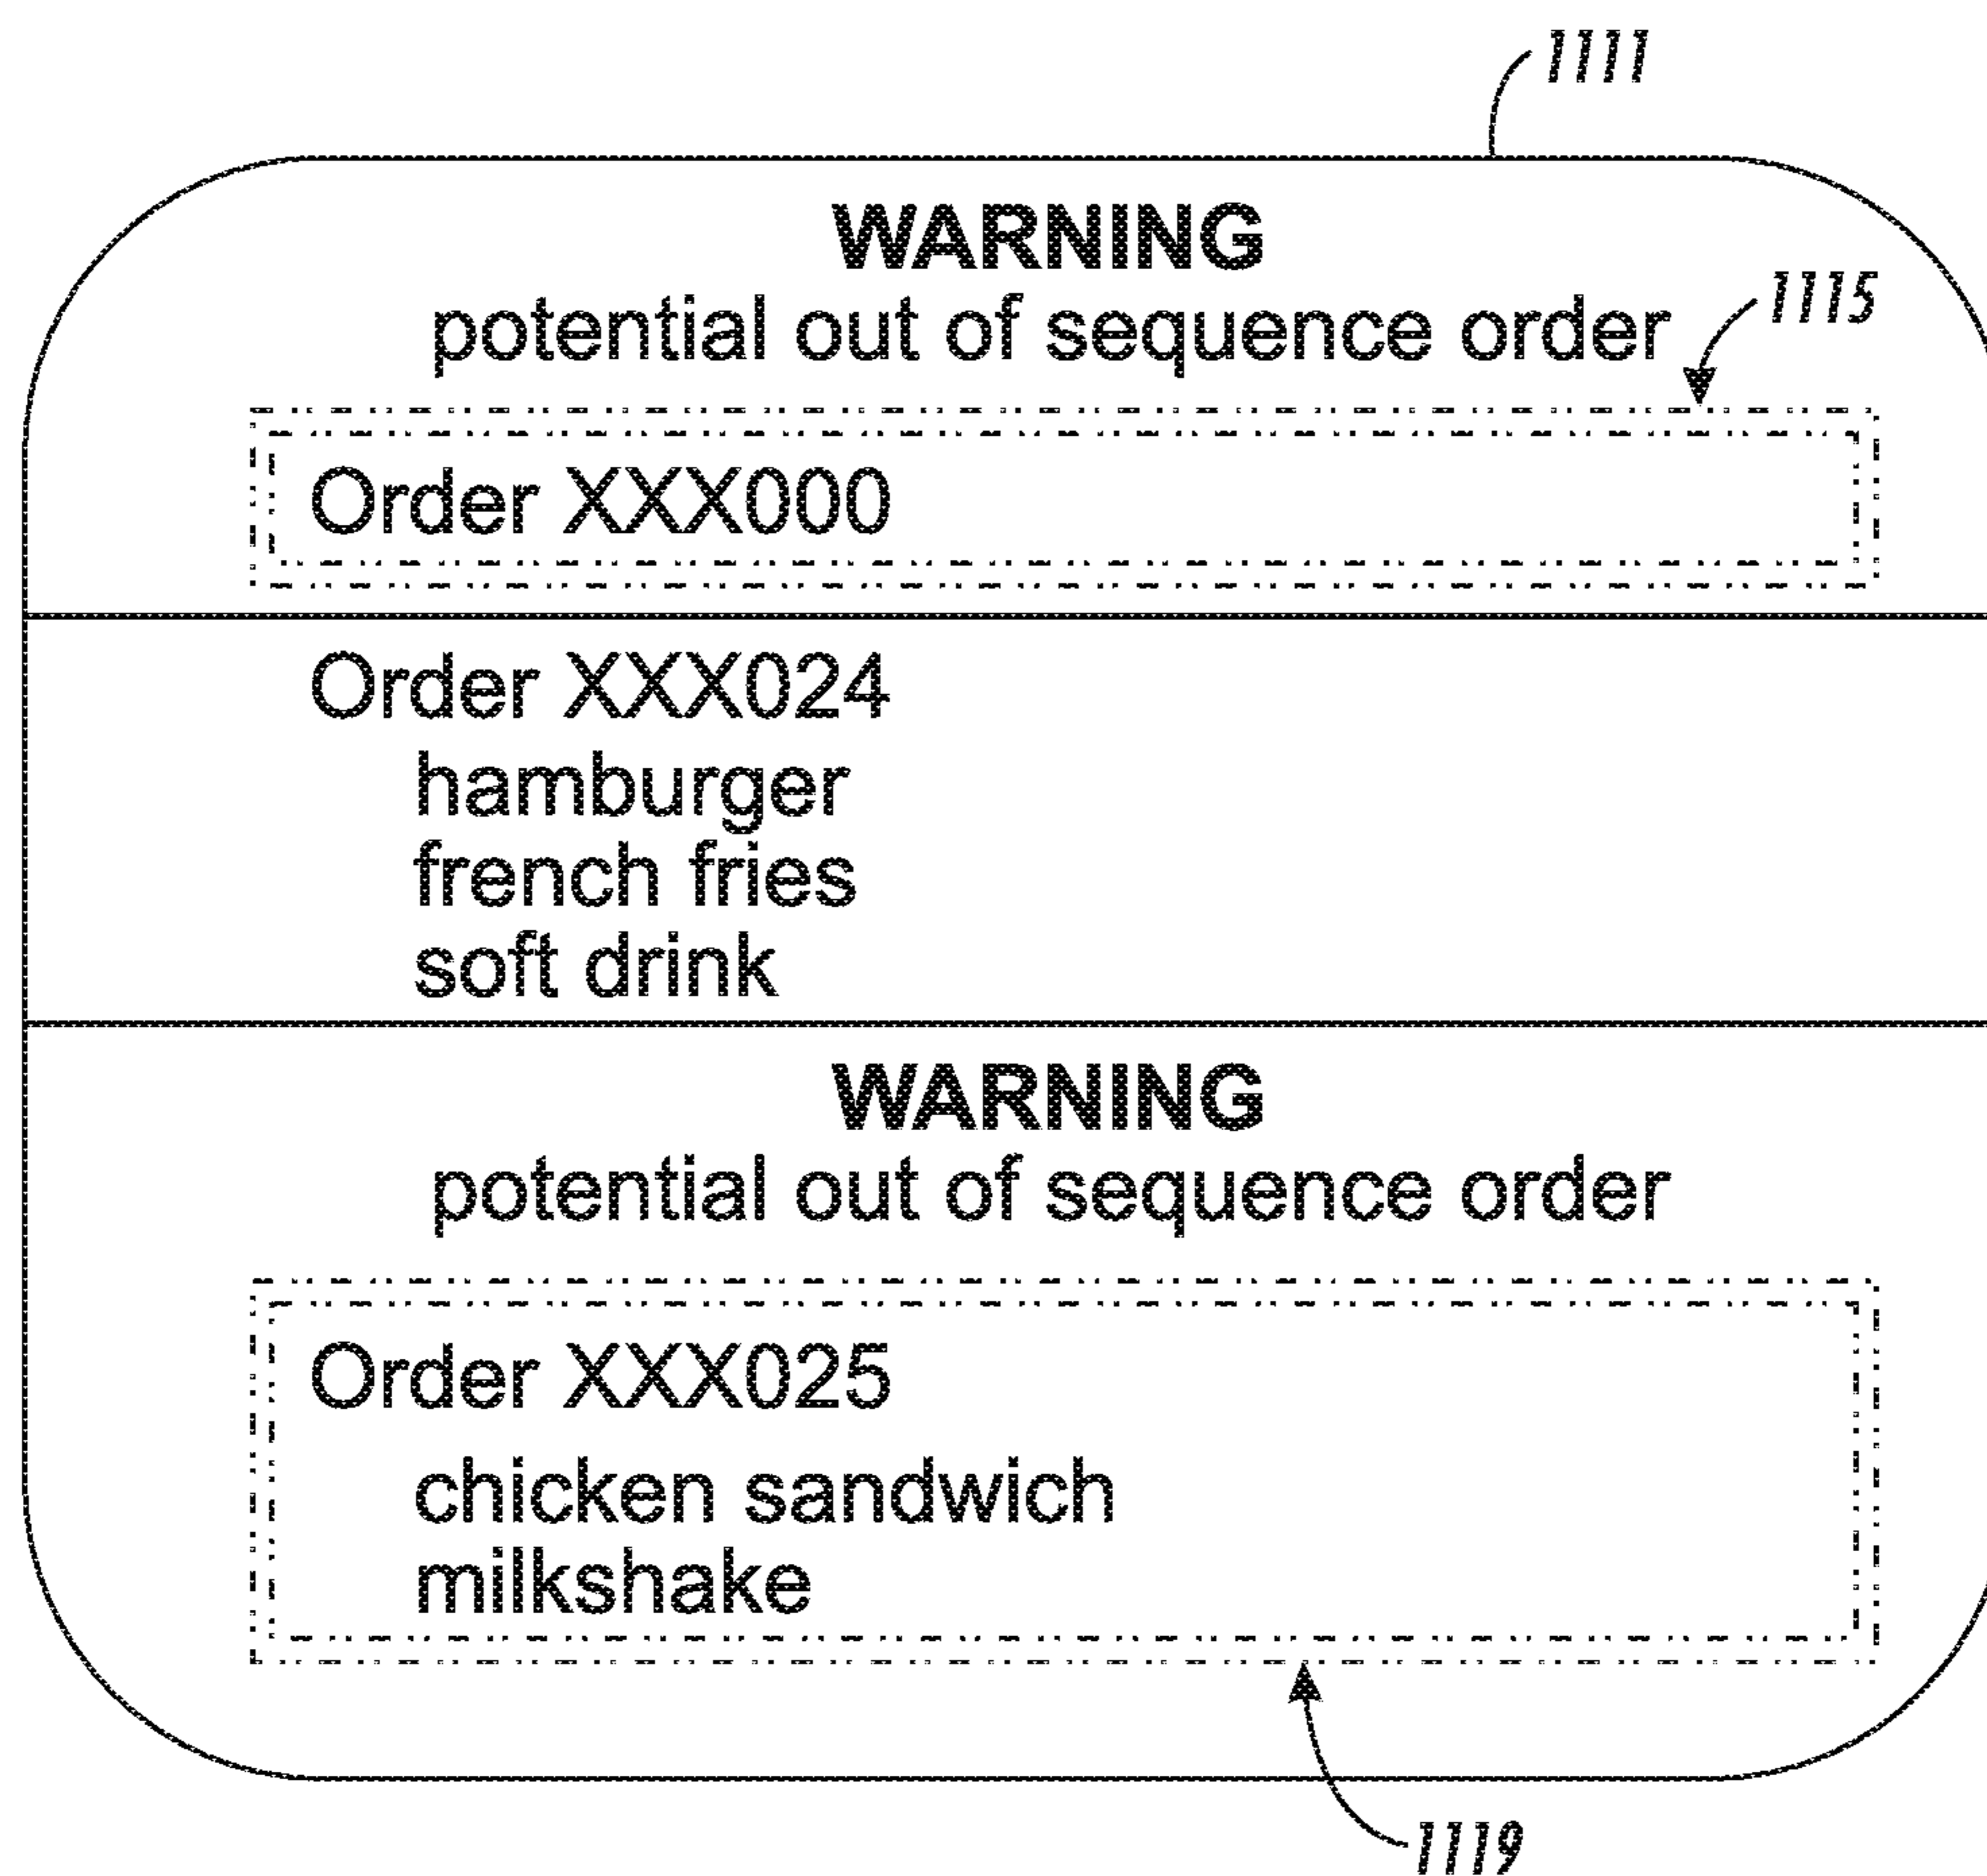 1111
WARNING
potential out of sequence order
1115
Order XXX000
Order XXX024
hamburger
french fries
soft drink
WARNING
potential out of sequence order
Order XXX025
chicken sandwich
milkshake
1119